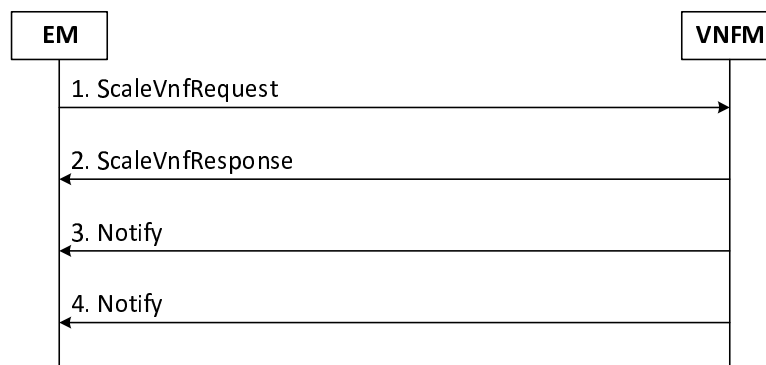 EM
VNFM
1. ScaleVnfRequest
2. ScaleVnfResponse
3. Notify
4. Notify